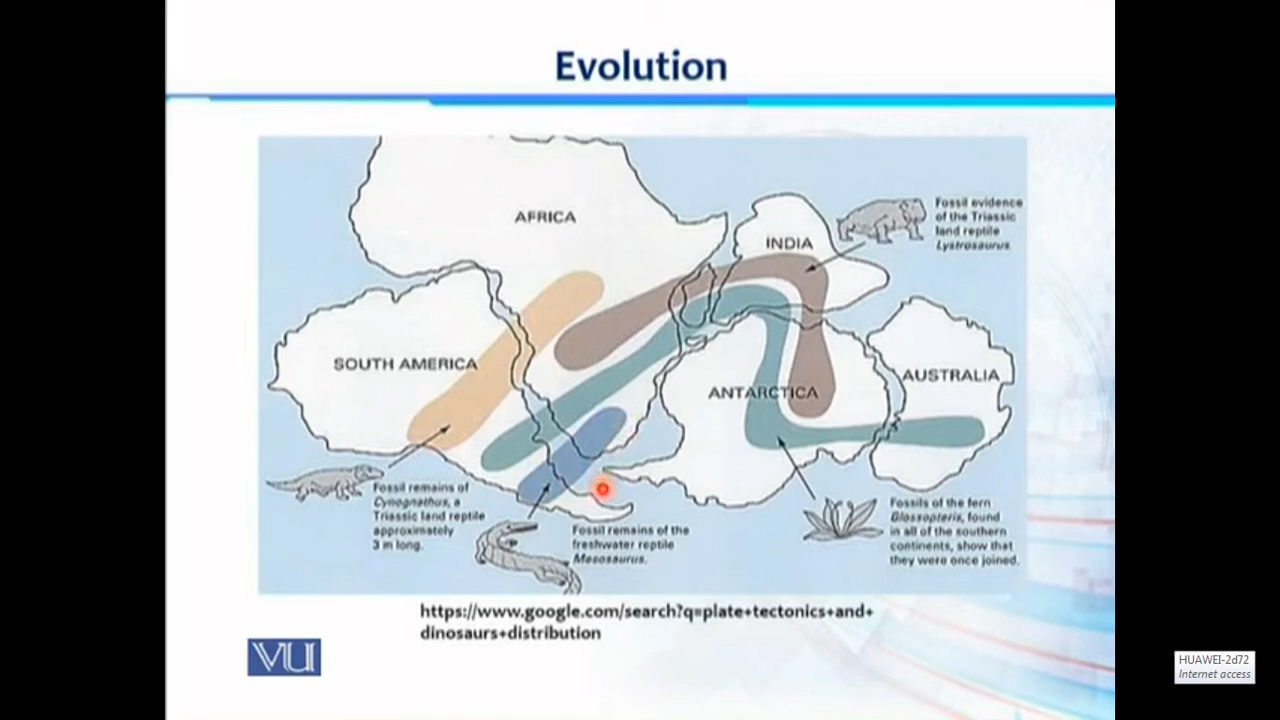 Evolution
AFRICA
INDIA
Fossil evidence
of the Triassic
land reptile
Lystrosaurus
SOUTH AMERICA
ANTARCTICA
AUSTRALIA
Fossil remains of
Cynognathus, a
Triassic land reptile
approximately
3 m long.
Fossil remains of the
freshwater reptile
Mesosaurus.
Fossils of the fern
Glossopteris, found
in all of the southern
continents, show that
they were once joined.
https://www.google.com/search?q=plate+tectonics+and+
dinosaurs+distribution
VU
HUAWEI-2d72
Internet access